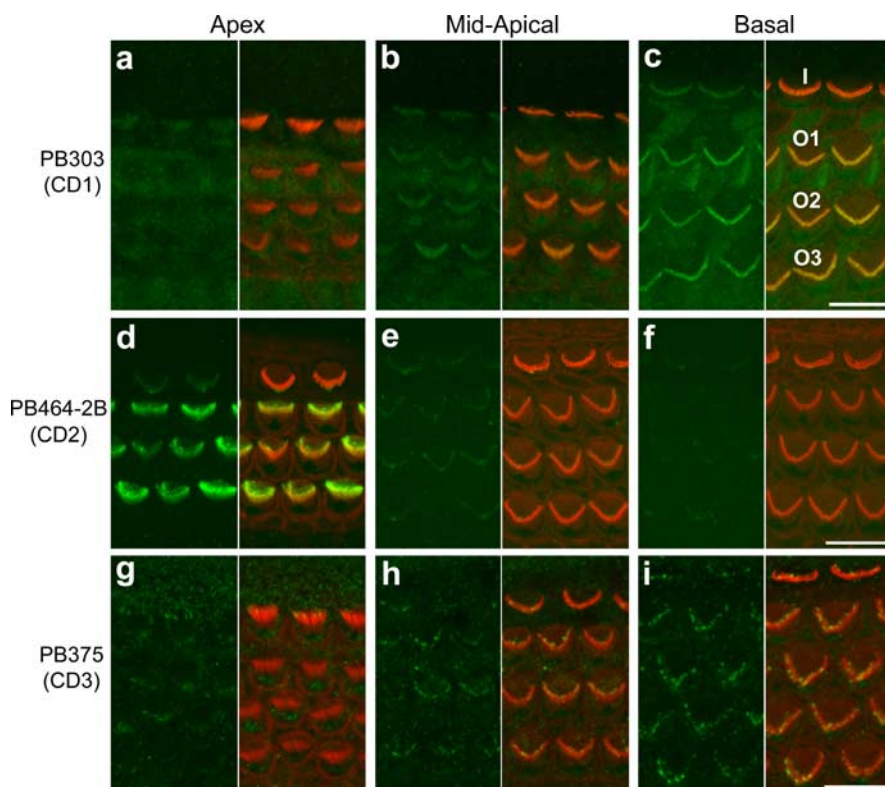 Apex Mid-Apical Basal
a b c
I
O1
PB303
(CD1)
O2
O3
d e f
PB464-2B
(CD2)
g h i
PB375
(CD3)